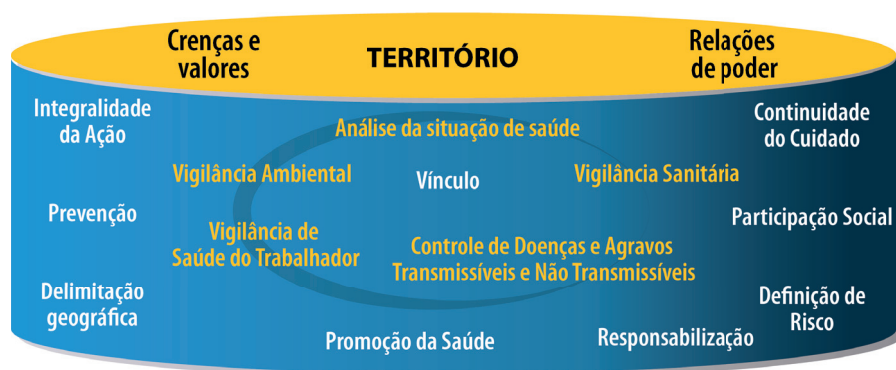 Crenças e
valores
TERRITÓRIO
Relações
de poder
Integralidade
da Ação
Análise da situação de saúde
Continuidade
do Cuidado
Vigilância Ambiental
Vínculo
Vigilância Sanitária
Prevenção
Participação Social
Vigilância de
Saúde do Trabalhador
Controle de Doenças e Agravos
Transmissíveis e Não Transmissíveis
Delimitação
geográfica
Definição de
Risco
Promoção da Saúde
Responsabilização